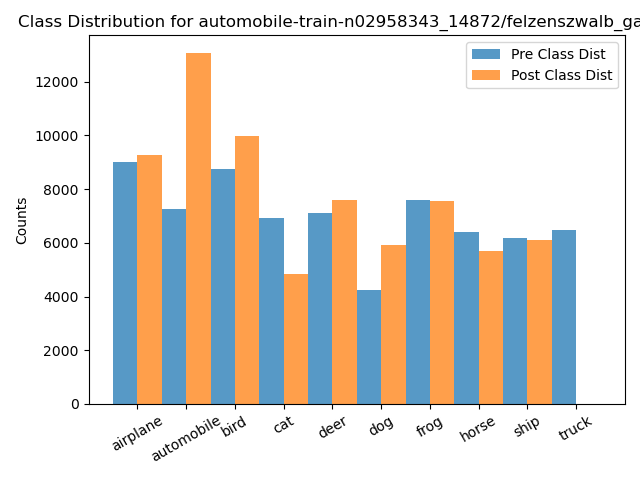 Class Distribution for automobile-train-n02958343_14872/felzenszwalb_ga
Pre Class Dist
Post Class Dist
12000
10000
8000
6000
4000
2000
0
Counts
airplane
automobile
bird
cat
deer
dog
frog
horse
ship
truck